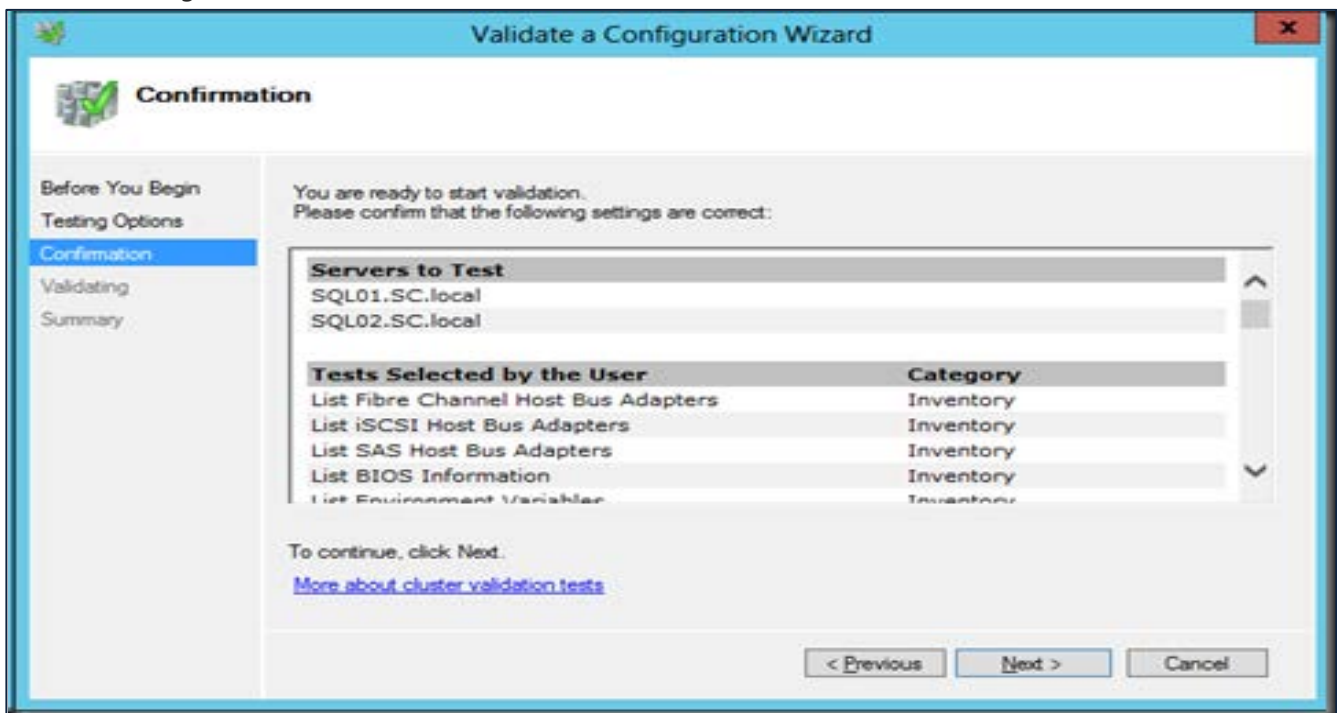 Validate a Configuration Wizard
x
Confirmation
Before You Begin
Testing Options
Confirmation
Validating
Summary
You are ready to start validation.
Please confirm that the following settings are correct:
Servers to Test
SQL01.SC.local
SQL02.SC.local
Tests Selected by the User Category
List Fibre Channel Host Bus Adapters Inventory
List iSCSI Host Bus Adapters Inventory
List SAS Host Bus Adapters Inventory
List BIOS Information Inventory
List Environment Variables Inventory
To continue, click Next.
More about cluster validation tests
< Previous Next > Cancel